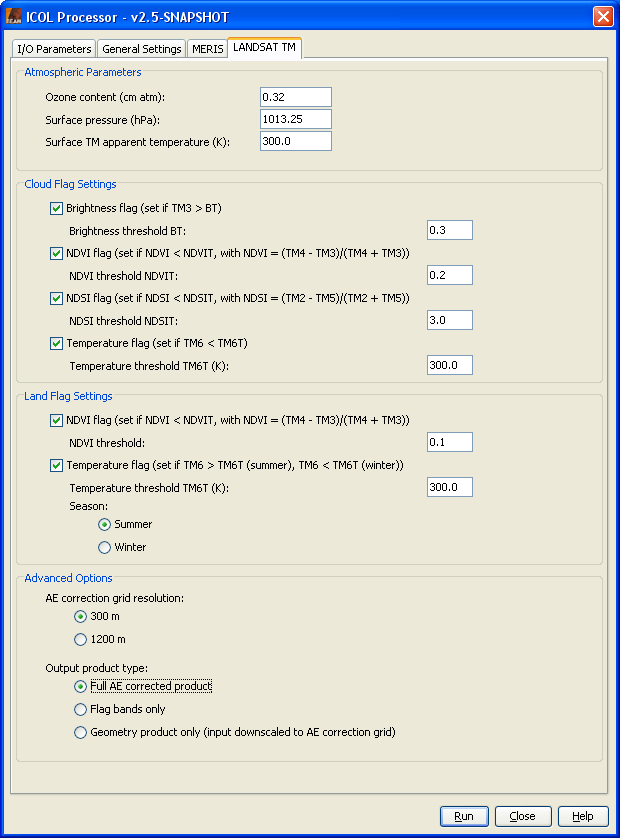 ICOL Processor - v2.5-SNAPSHOT
I/O Parameters General Settings MERIS LANDSAT TM
Atmospheric Parameters
Ozone content (cm atm): 0.32
Surface pressure (hPa): 1013.25
Surface TM apparent temperature (K): 300.0
Cloud Flag Settings
Brightness flag (set if TM3 > BT)
Brightness threshold BT: 0.3
NDVI flag (set if NDVI < NDVIT, with NDVI = (TM4 - TM3)/(TM4 + TM3))
NDVI threshold NDVIT: 0.2
NDSI flag (set if NDSI < NDSIT, with NDSI = (TM2 - TM5)/(TM2 + TM5))
NDSI threshold NDSIT: 3.0
Temperature flag (set if TM6 < TM6T)
Temperature threshold TM6T (K): 300.0
Land Flag Settings
NDVI flag (set if NDVI < NDVIT, with NDVI = (TM4 - TM3)/(TM4 + TM3))
NDVI threshold: 0.1
Temperature flag (set if TM6 > TM6T (summer), TM6 < TM6T (winter))
Temperature threshold TM6T (K): 300.0
Season:
Summer
Winter
Advanced Options
AE correction grid resolution:
300 m
1200 m
Output product type:
Full AE corrected product
Flag bands only
Geometry product only (input downscaled to AE correction grid)
Run Close Help